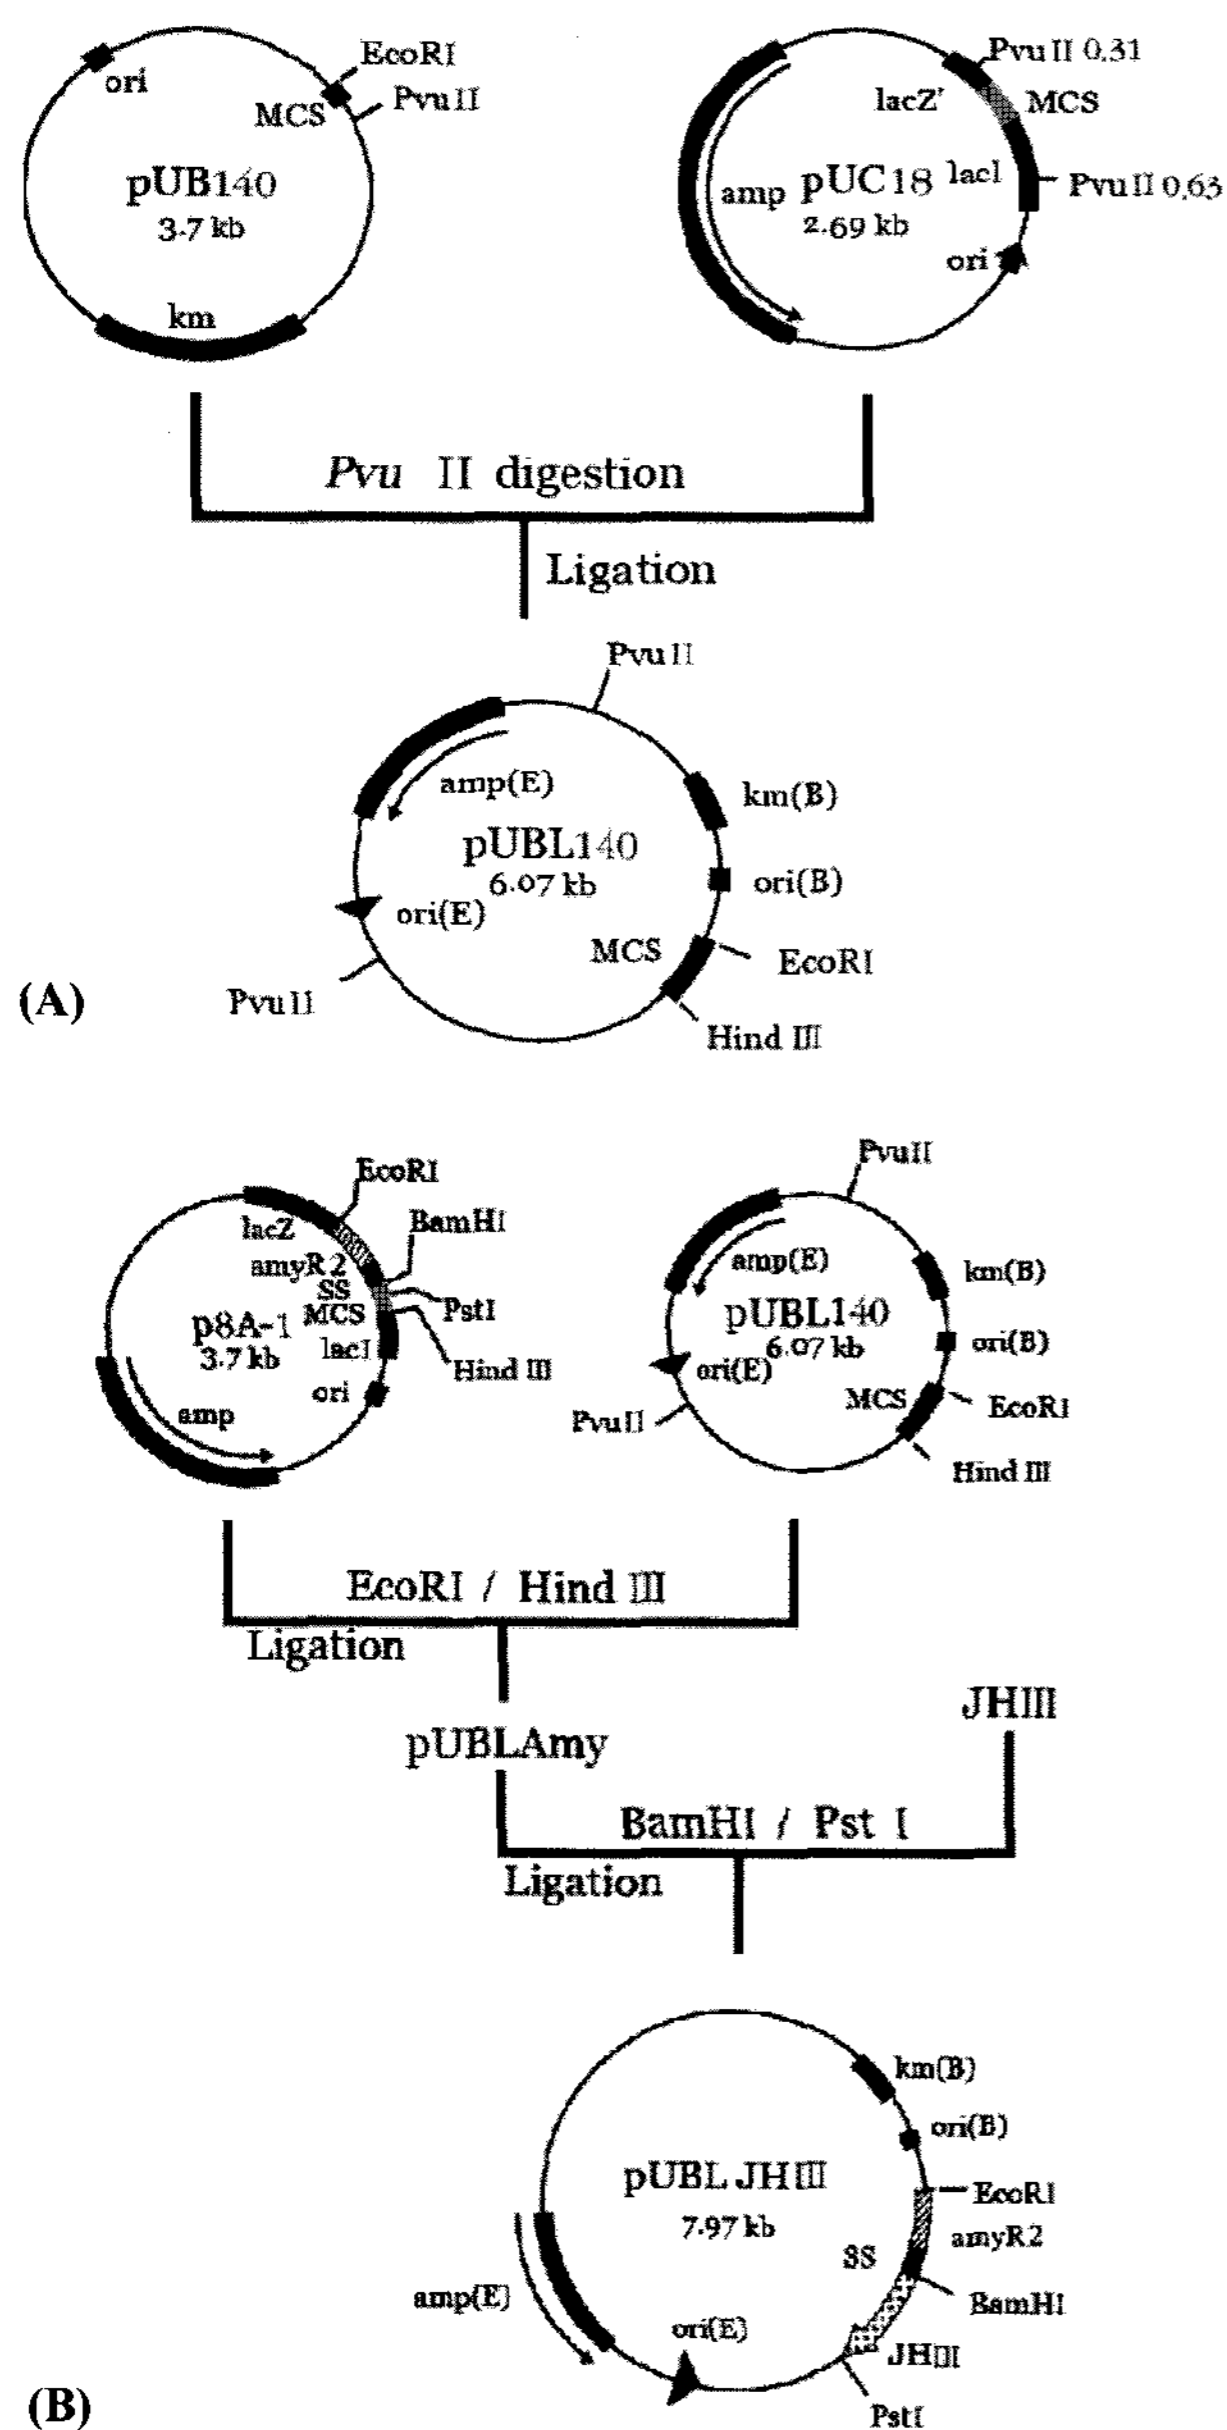 EcoRI
ori
MCS
PvuII
pUB140
3.7 kb
km
PvuII 0,31
lacZ'
MCS
amp
pUC18
lacI
PvuII 0,63
2.69 kb
ori
Pvu II digestion
Ligation
PvuII
amp(E)
km(B)
pUBL140
6.07 kb
ori(B)
ori(E)
MCS
EcoRI
PvuII
Hind III
(A)
EcoRI
lacZ
BamHI
amyR2
SS
PstI
MCS
p8A-1
3.7 kb
lacI
Hind III
ori
amp
PvuII
amp(E)
km(B)
pUBL140
6.07 kb
ori(B)
ori(E)
MCS
EcoRI
PvuII
Hind III
EcoRI / Hind III
Ligation
JHIII
pUBLAmy
BamHI / Pst I
Ligation
km(B)
ori(B)
pUBL JHIII
7.97 kb
EcoRI
amyR2
SS
BamHI
amp(E)
ori(E)
JHIII
PstI
(B)